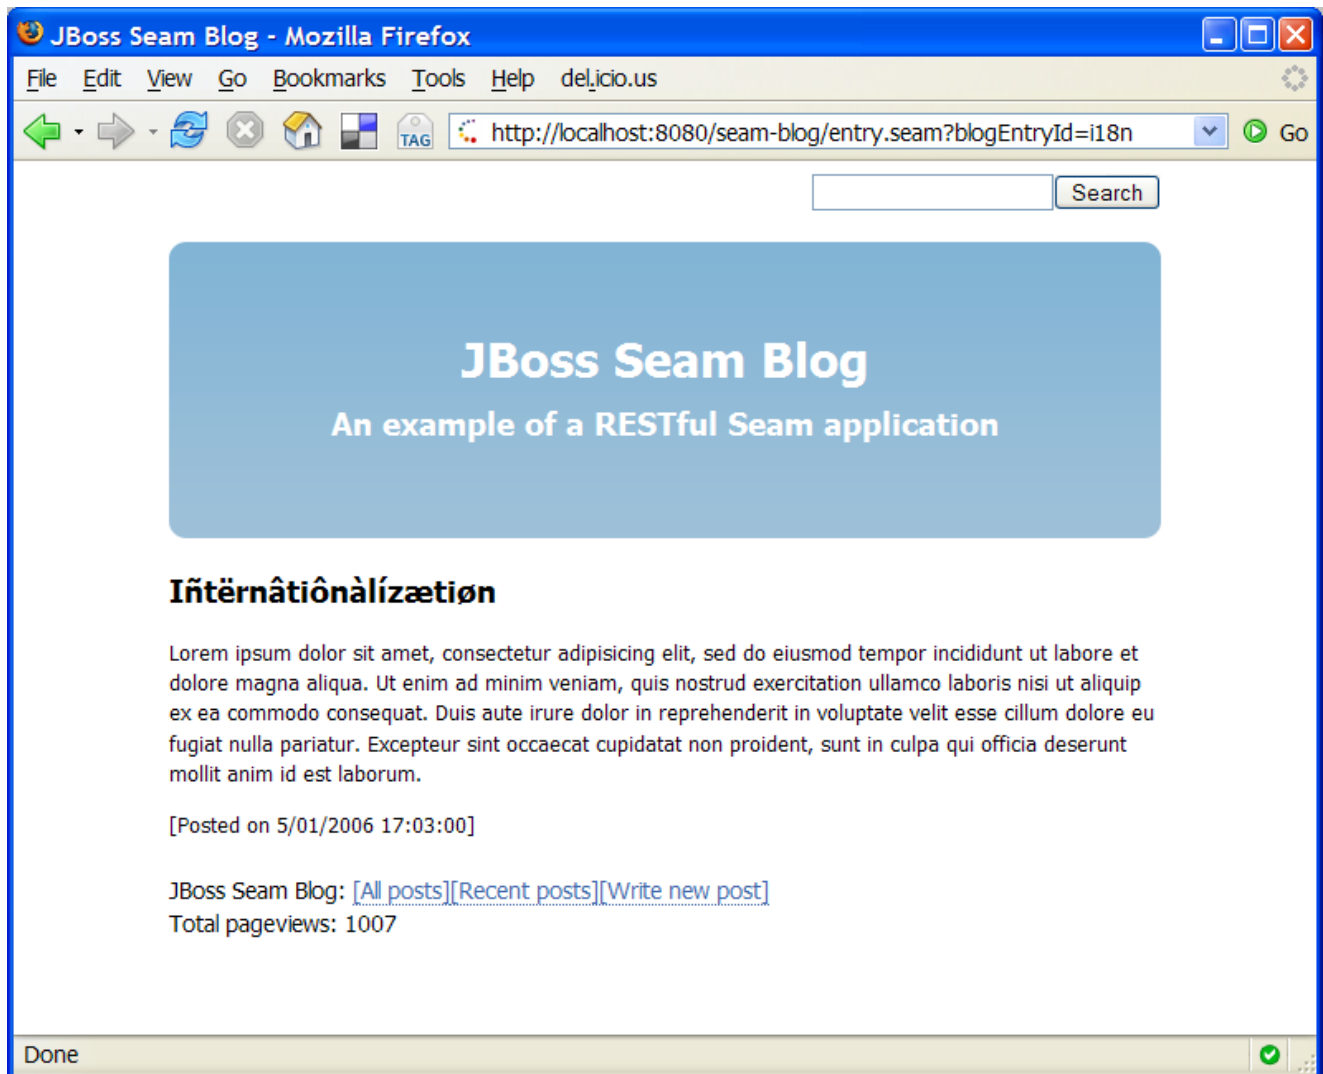 JBoss Seam Blog - Mozilla Firefox
File Edit View Go Bookmarks Tools Help del.icio.us
TAG http://localhost:8080/seam-blog/entry.seam?blogEntryId=i18n Go
Search
JBoss Seam Blog
An example of a RESTful Seam application
Iñtërnâtiônàlízætiøn
Lorem ipsum dolor sit amet, consectetur adipisicing elit, sed do eiusmod tempor incididunt ut labore et
dolore magna aliqua. Ut enim ad minim veniam, quis nostrud exercitation ullamco laboris nisi ut aliquip
ex ea commodo consequat. Duis aute irure dolor in reprehenderit in voluptate velit esse cillum dolore eu
fugiat nulla pariatur. Excepteur sint occaecat cupidatat non proident, sunt in culpa qui officia deserunt
mollit anim id est laborum.
[Posted on 5/01/2006 17:03:00]
JBoss Seam Blog: [All posts][Recent posts][Write new post]
Total pageviews: 1007
Done